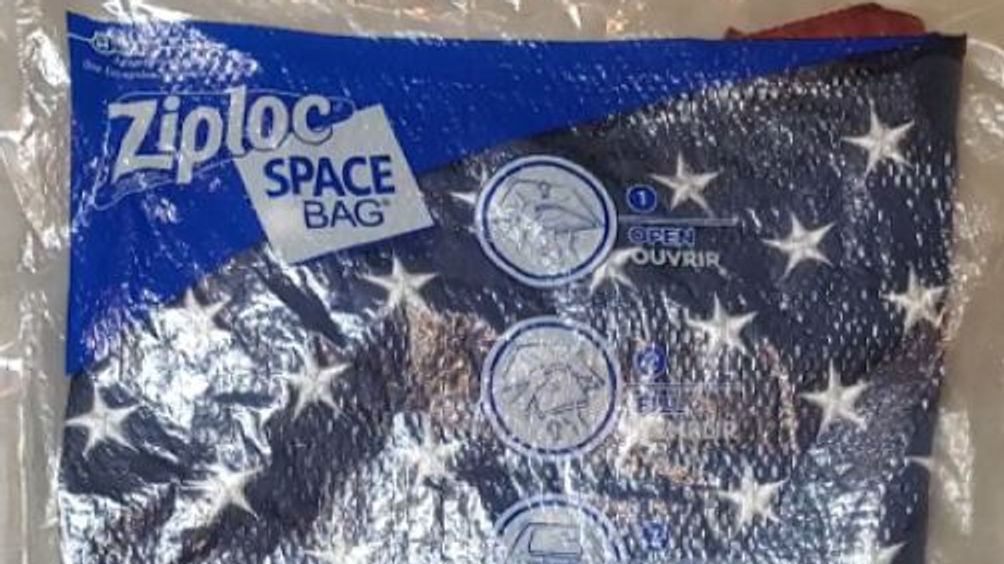 Ziploc®
SPACE
BAG®
1
OPEN
OUVRIR
2
FILL